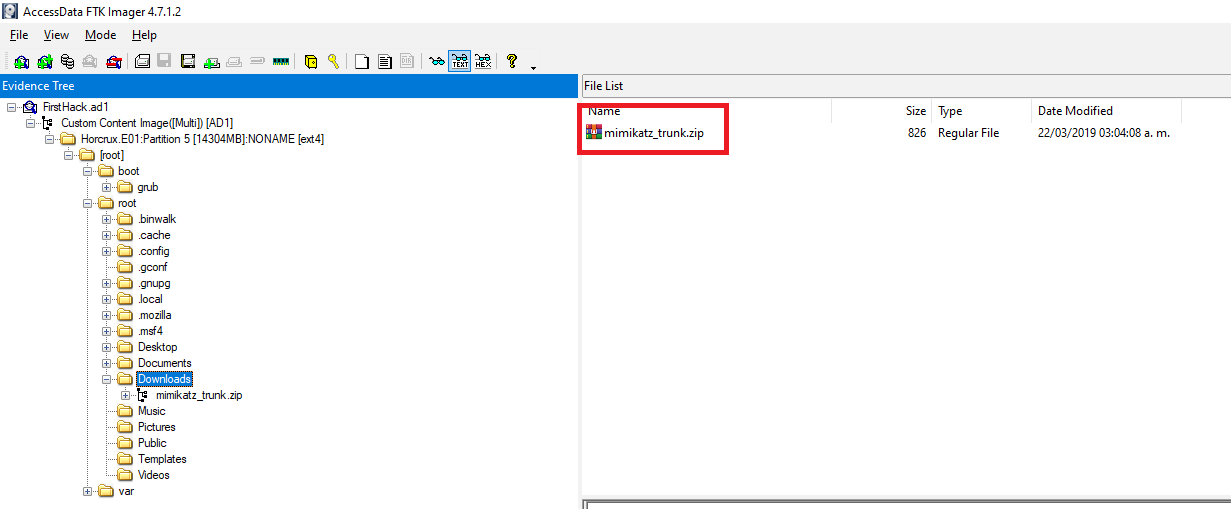 AccessData FTK Imager 4.7.1.2
File View Mode Help
TEXT HEX DIR
Evidence Tree
FirstHack.ad1
Custom Content Image([Multi]) [AD1]
Horcrux.E01:Partition 5 [14304MB]:NONAME [ext4]
[root]
boot
grub
root
.binwalk
.cache
.config
.gconf
.gnupg
.local
.mozilla
.msf4
Desktop
Documents
Downloads
mimikatz_trunk.zip
Music
Pictures
Public
Templates
Videos
var
File List
Name Size Type Date Modified
mimikatz_trunk.zip 826 Regular File 22/03/2019 03:04:08 a. m.